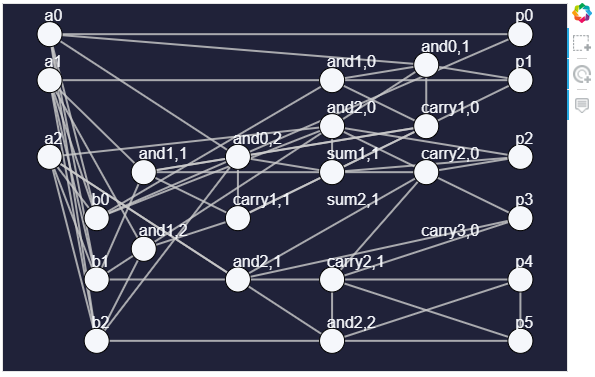 a0
p0
and0,1
a1
and1,0
p1
and2,0
carry1,0
a2
and1,1
and0,2
sum1,1
carry2,0
p2
b0
carry1,1
sum2,1
p3
and1,2
carry3,0
b1
and2,1
carry2,1
p4
b2
and2,2
p5